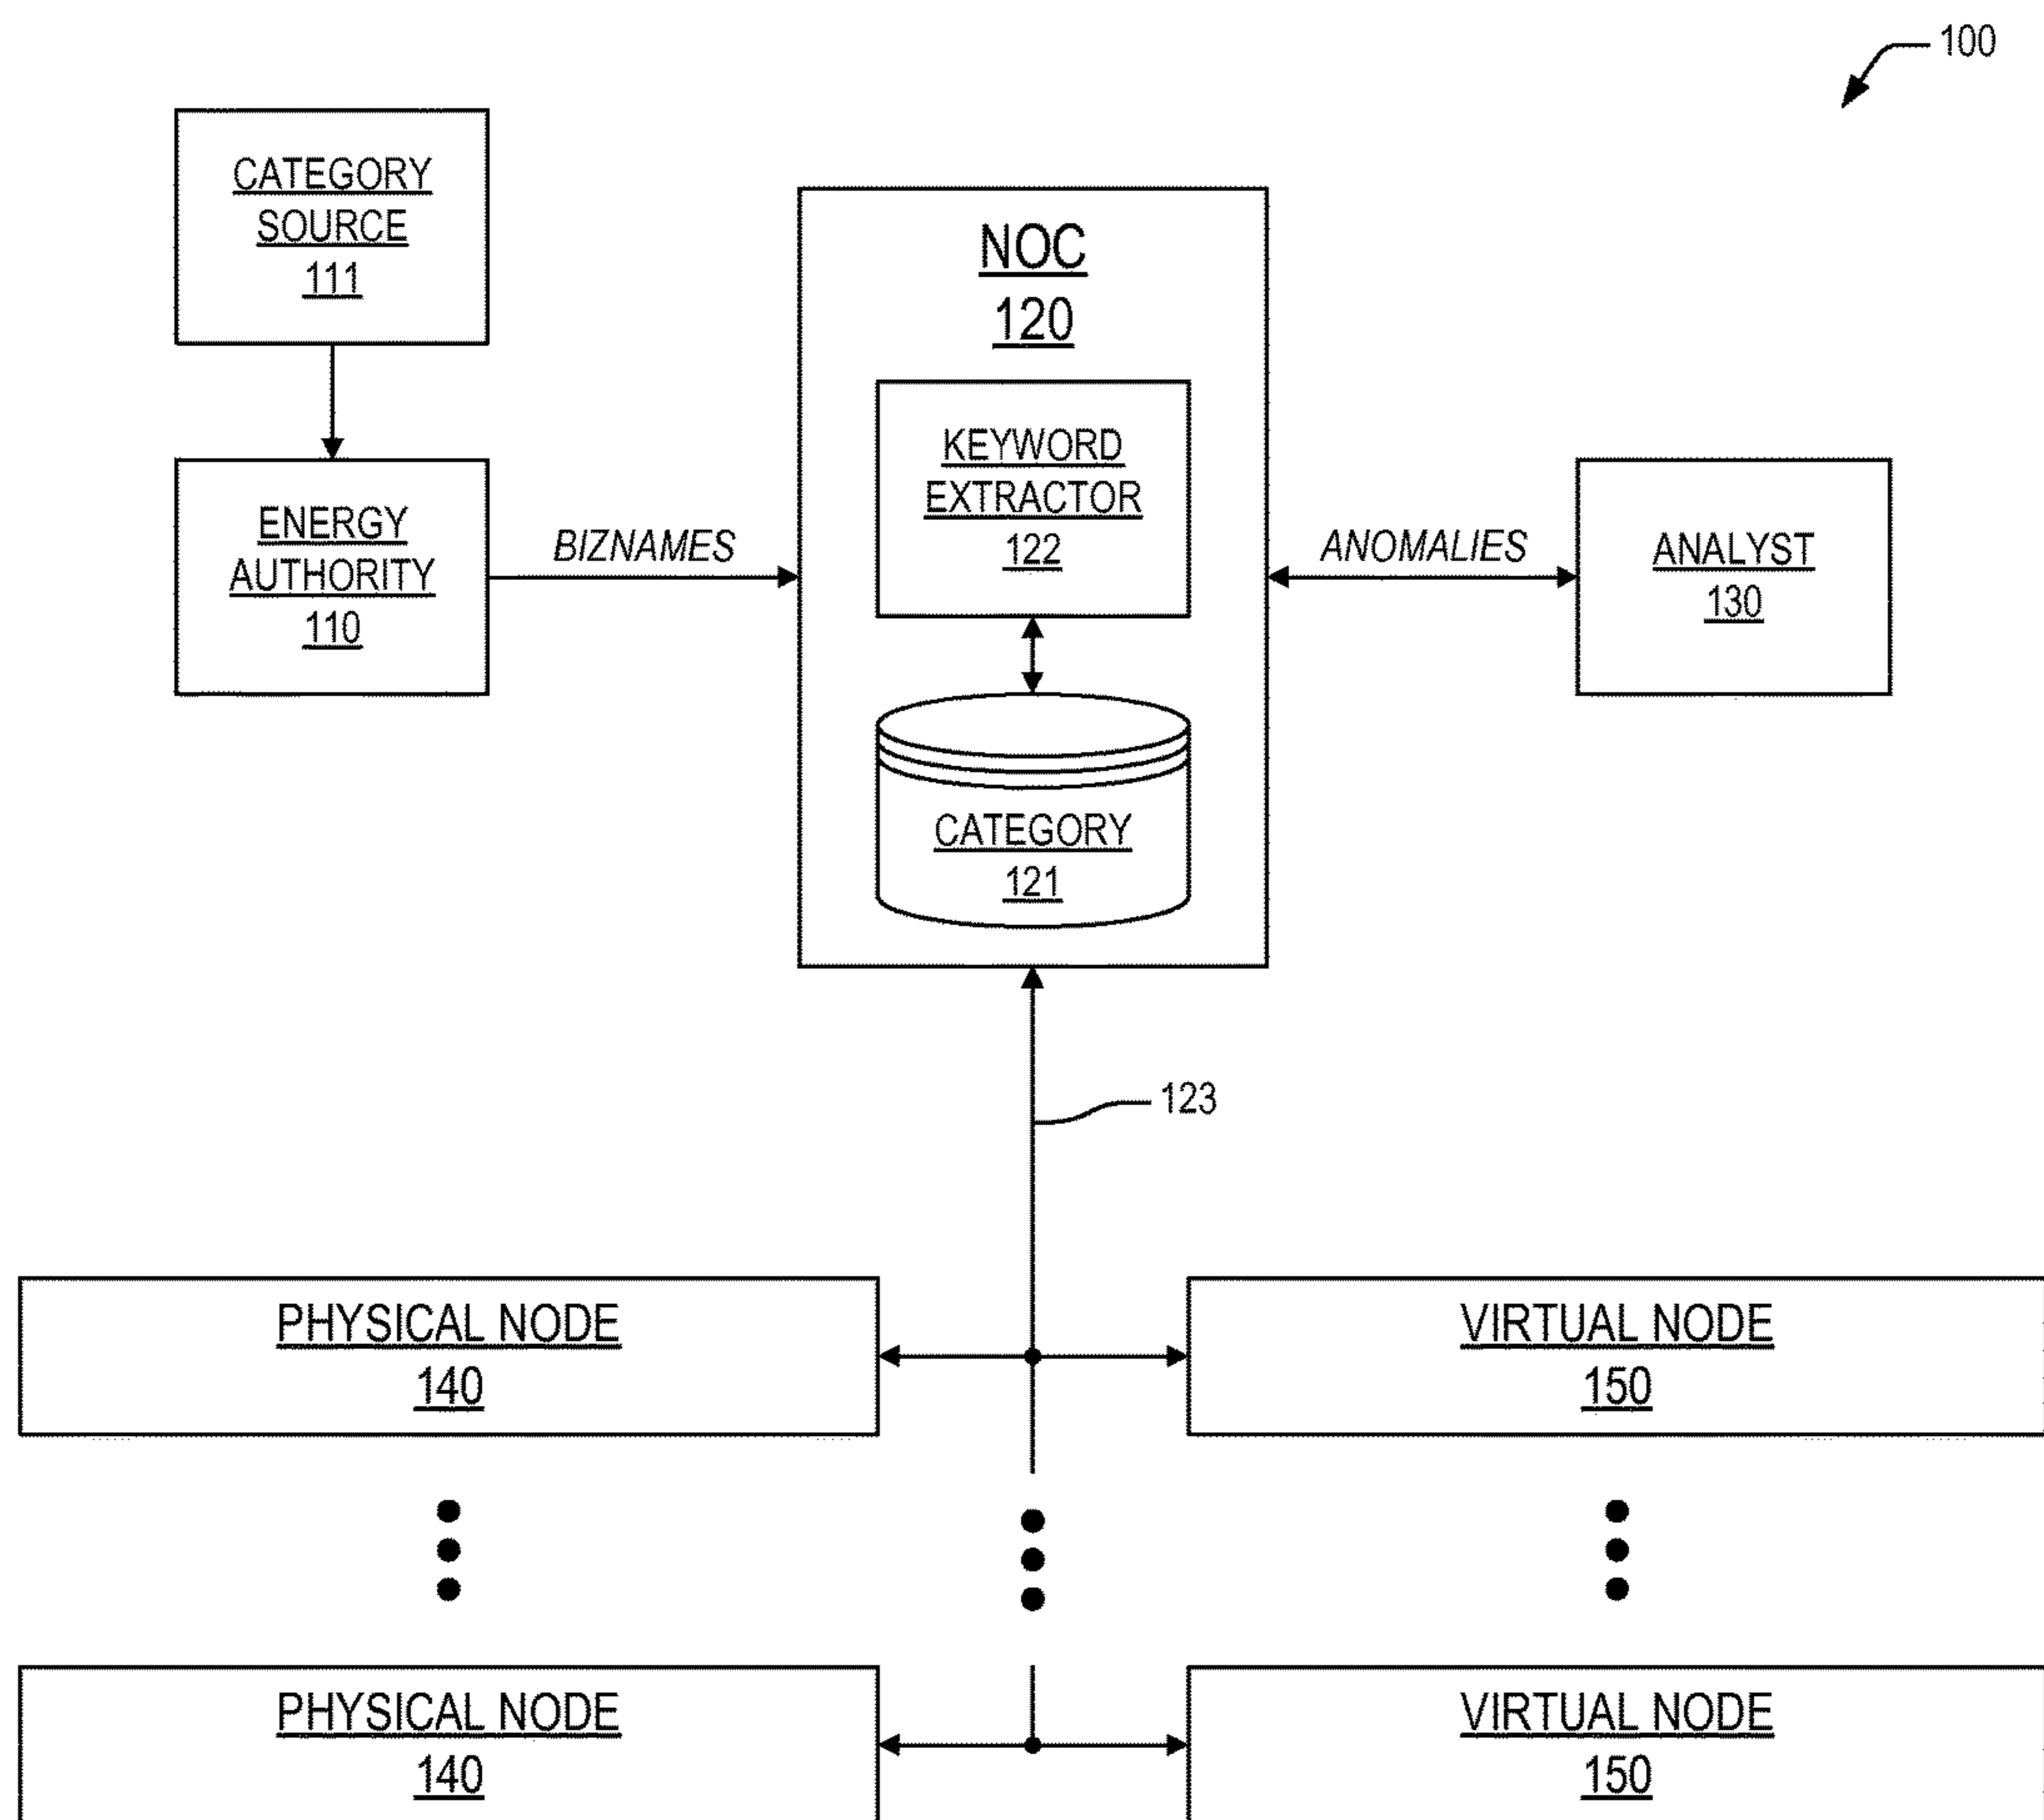 100
CATEGORY
SOURCE
111
NOC
120
KEYWORD
EXTRACTOR
122
ENERGY
AUTHORITY
110
BIZNAMES
ANOMALIES
ANALYST
130
CATEGORY
121
123
PHYSICAL NODE
140
VIRTUAL NODE
150
PHYSICAL NODE
140
VIRTUAL NODE
150